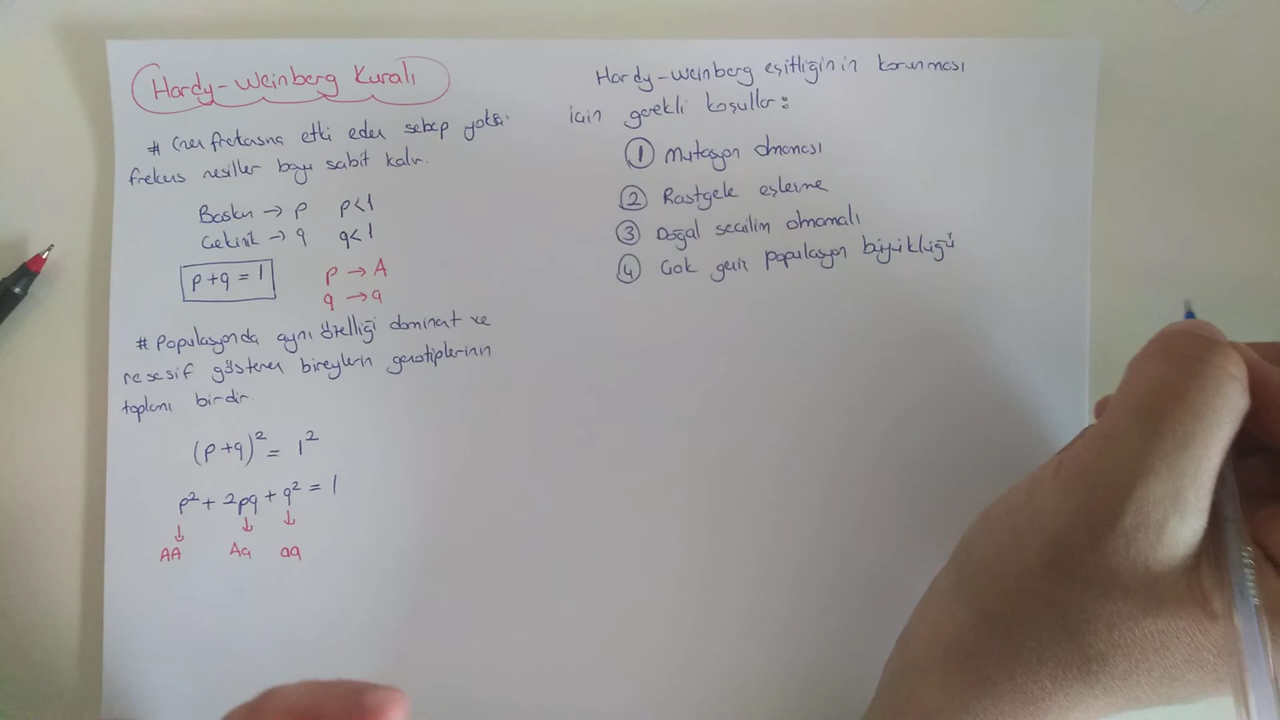 Hardy-Weinberg Kuralı
# Gen frekansına etki eden sebep yoksa
frekans nesiller boyu sabit kalır.
Baskın → p p<1
Çekinik → q q<1
p+q = 1
p → A
q → a
# Populasyonda aynı özelliği dominant ve
resesif gösteren bireylerin genotiplerinin
toplamı birdir.
(p+q)² = 1²
p² + 2pq + q² = 1
↓ ↓ ↓
AA Aa aa
Hardy-Weinberg eşitliğinin korunması
için gerekli koşullar:
① Mutasyon olmaması
② Rastgele eşleşme
③ Doğal seçilim olmamalı
④ Çok geniş populasyon büyüklüğü